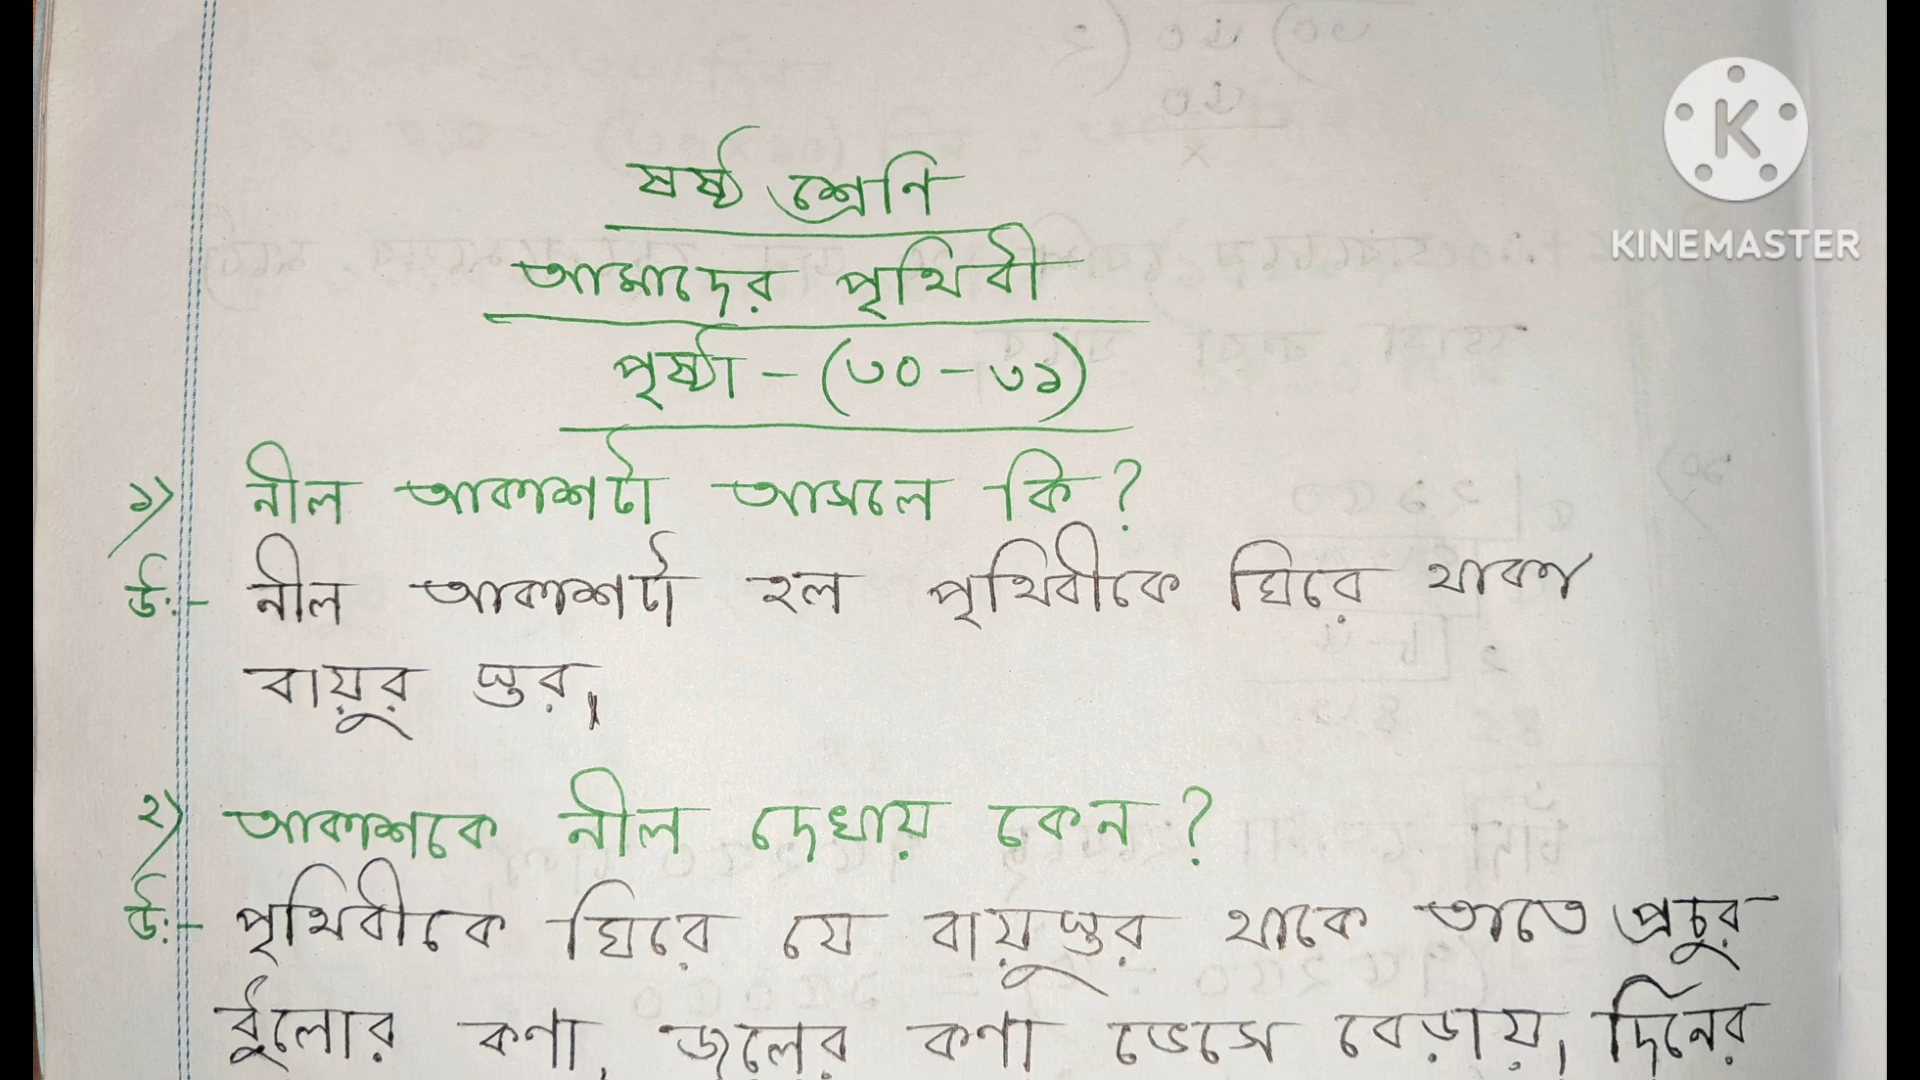 ষষ্ঠ শ্রেণি
আমাদের পৃথিবী
পৃষ্ঠা - (৩০ - ৩১)
১) নীল আকাশটা আসলে কি?
উ:- নীল আকাশটা হল পৃথিবীকে ঘিরে থাকা
বায়ুর স্তর।
২) আকাশকে নীল দেখায় কেন?
উ:- পৃথিবীকে ঘিরে যে বায়ুস্তর থাকে তাতে প্রচুর
ধুলোর কণা, জলের কণা ভেসে বেড়ায়। দিনের
KINEMASTER